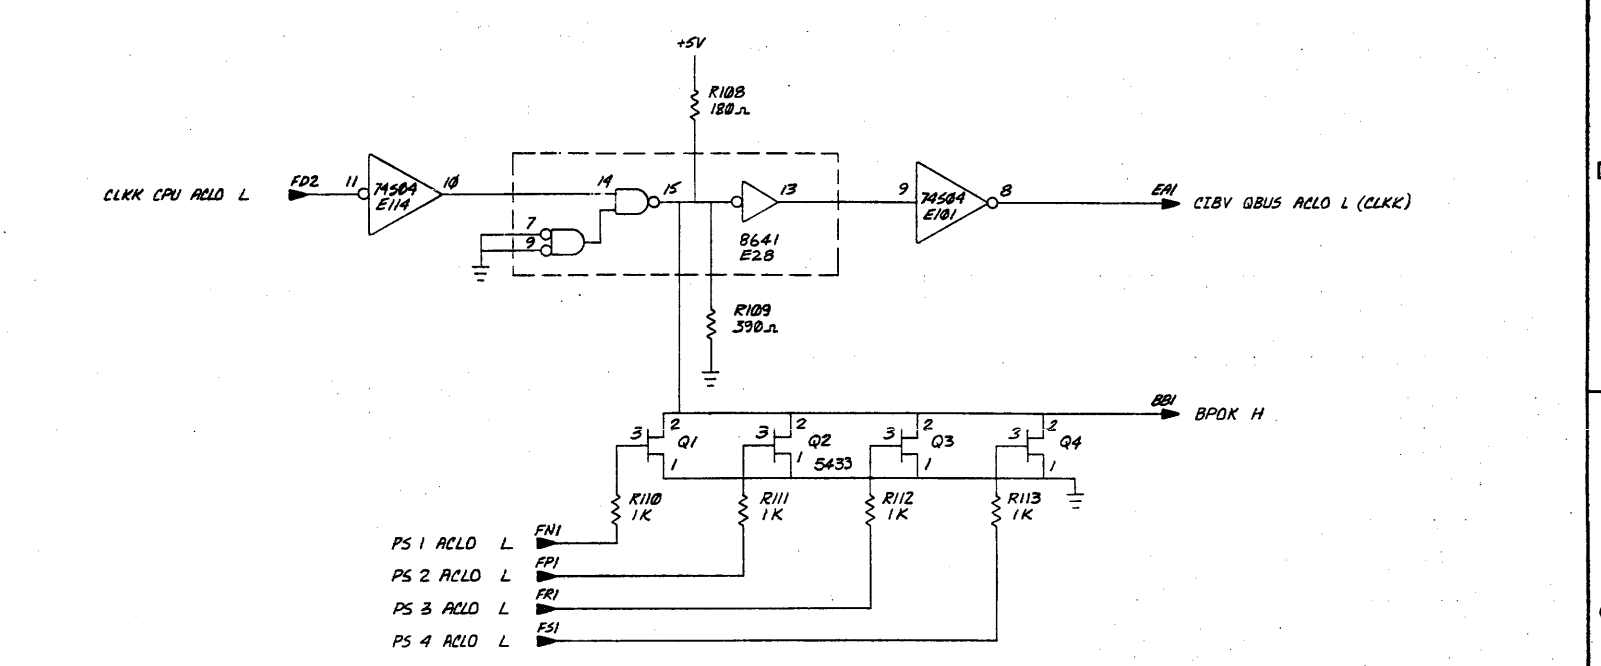 +5V
R108
180Ω
CLKK CPU ACLO L
FD2
11
74S04
E114
10
14
15
13
7
9
8641
E28
9
74S04
E101
8
EA1
CIBV QBUS ACLO L (CLKK)
R109
390Ω
BB1
BPOK H
3
2
Q1
1
3
2
Q2
1
5433
3
2
Q3
1
3
2
Q4
1
R110
1K
R111
1K
R112
1K
R113
1K
PS 1 ACLO L
FN1
PS 2 ACLO L
FP1
PS 3 ACLO L
FR1
PS 4 ACLO L
FS1